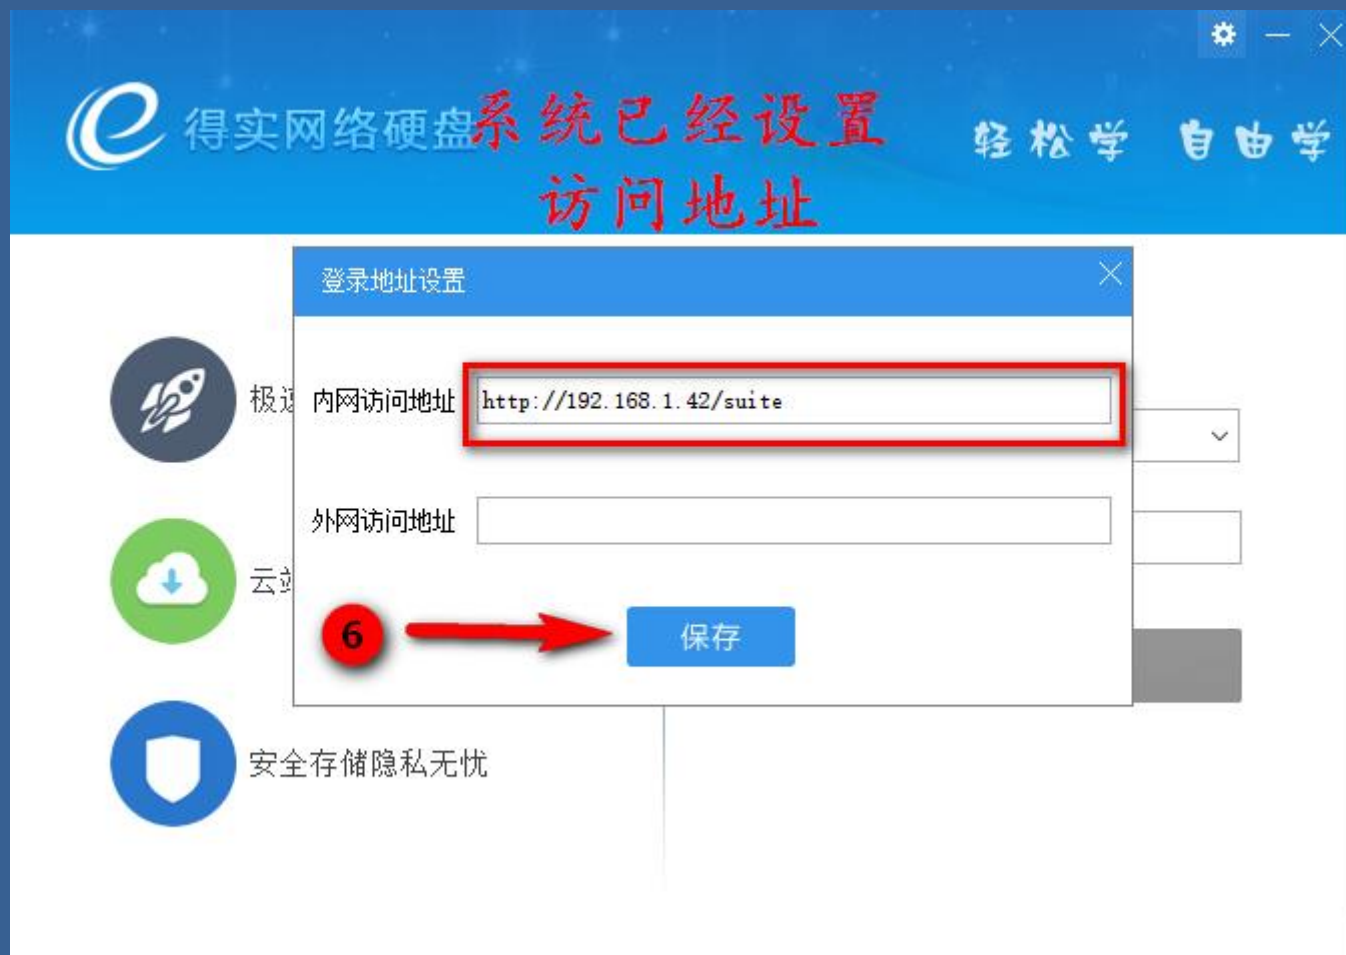 得实网络硬盘
系统已经设置
访问地址
轻松学 自由学
登录地址设置
极速
内网访问地址
http://192.168.1.42/suite
外网访问地址
云
6
保存
安全存储隐私无忧